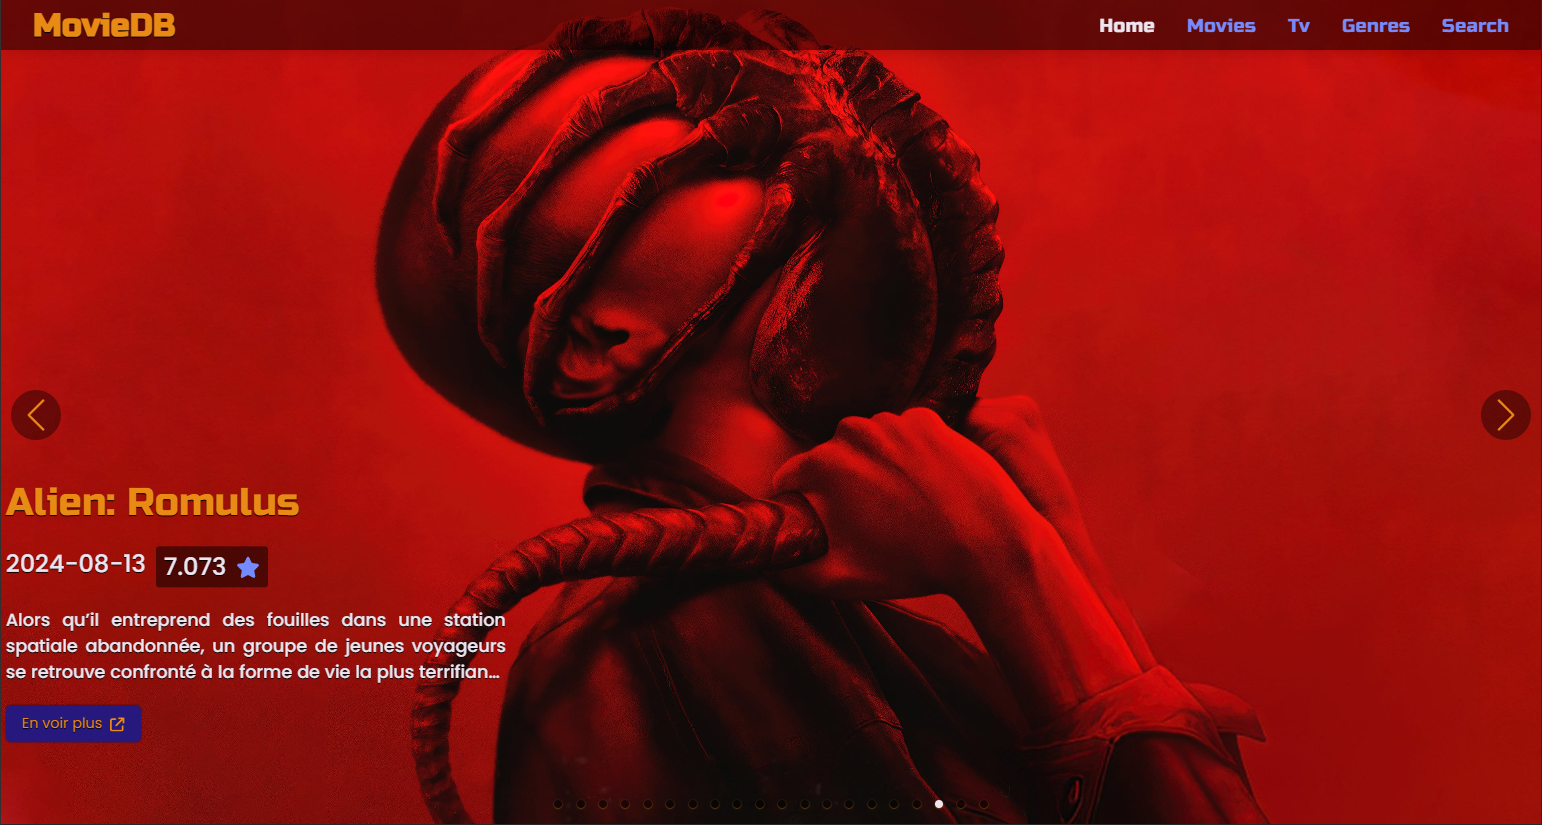 MovieDB
Home Movies Tv Genres Search
Alien: Romulus
2024-08-13 7.073
Alors qu’il entreprend des fouilles dans une station
spatiale abandonnée, un groupe de jeunes voyageurs
se retrouve confronté à la forme de vie la plus terrifian...
En voir plus